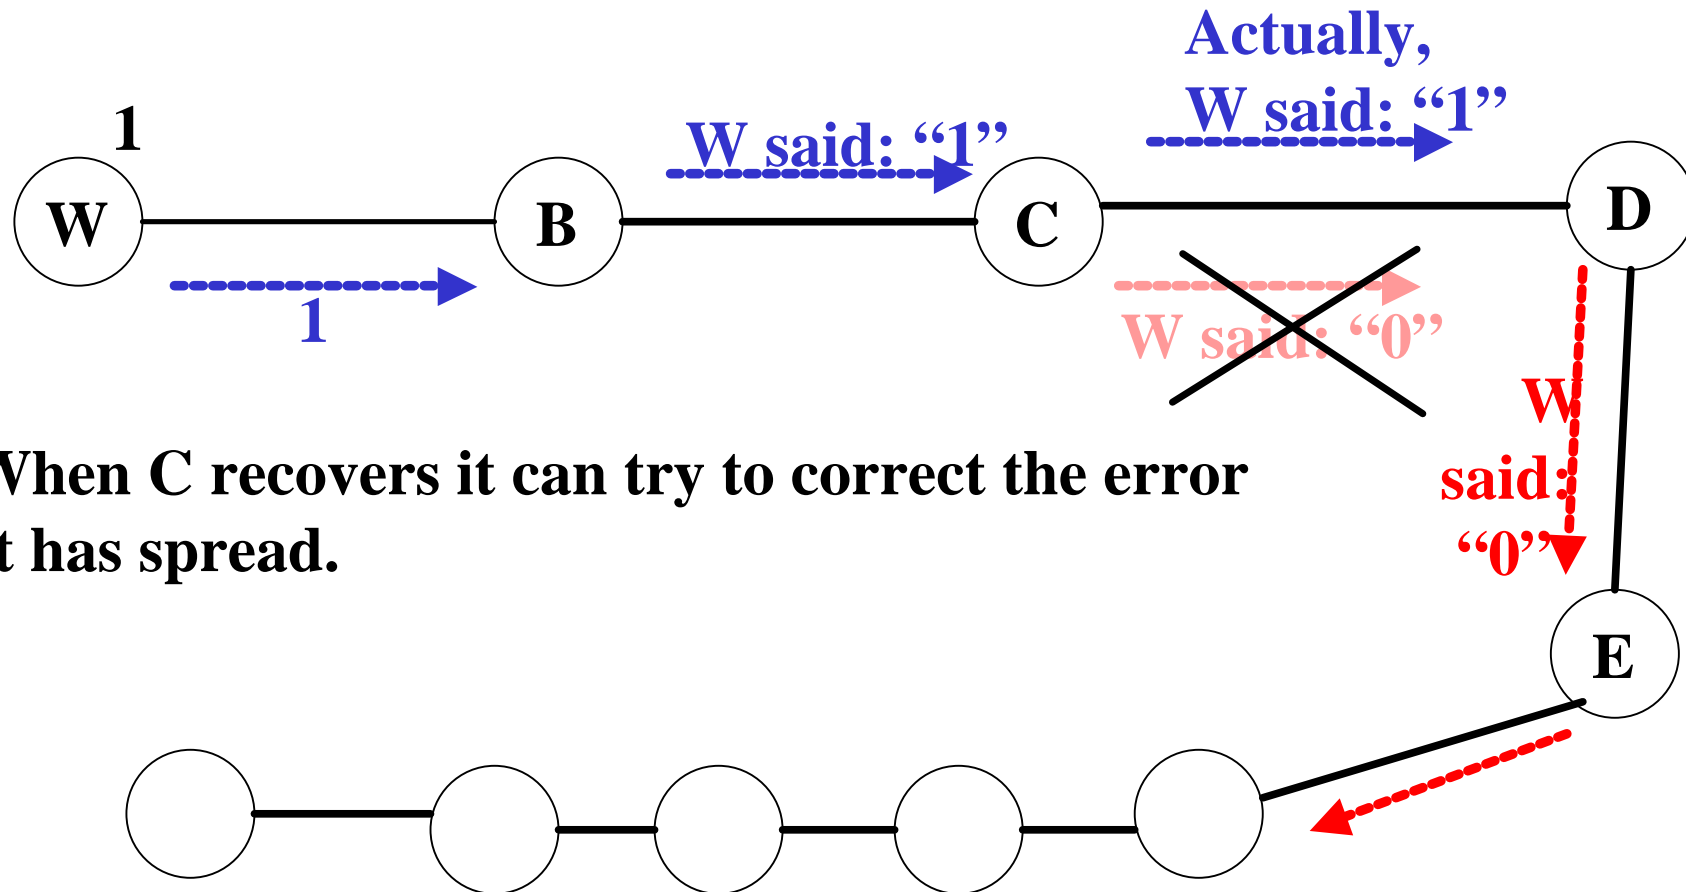 Actually,
W said: “1”
1
W said: “1”
W
B
C
D
1
W said: “0”
W
said:
“0”
When C recovers it can try to correct the error
t has spread.
E